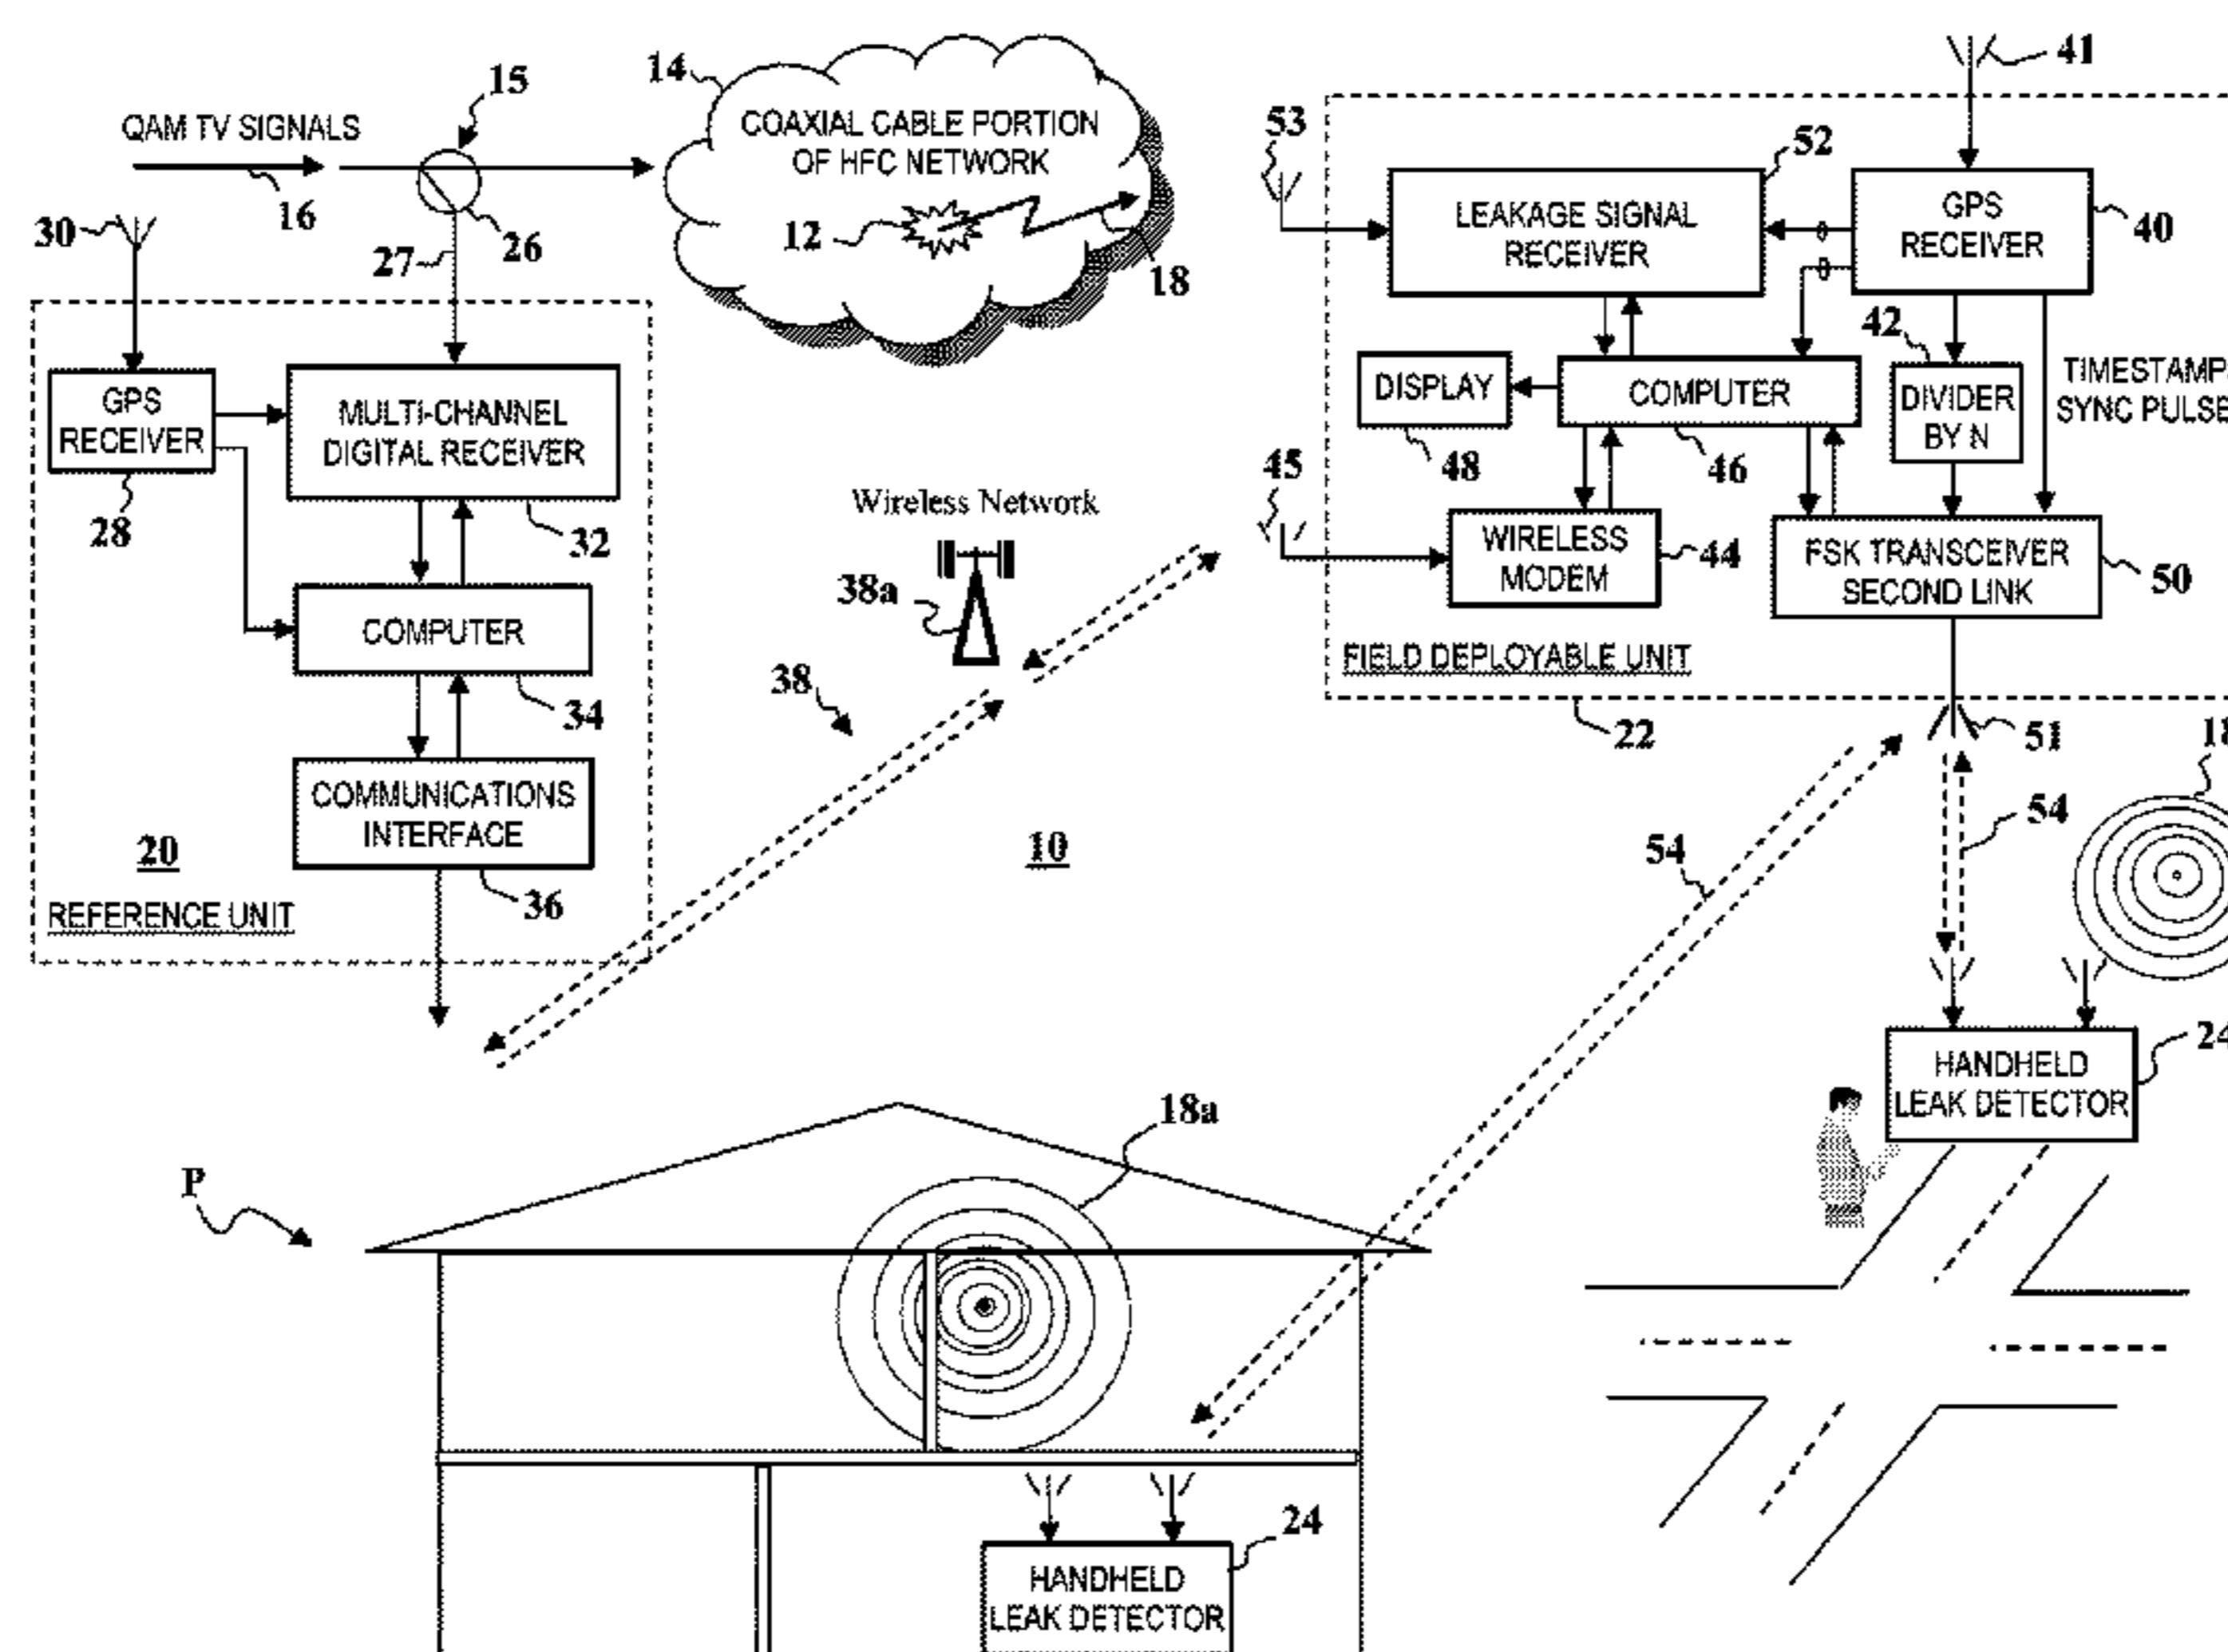 QAM TV SIGNALS
16
15
26
27
30
14
COAXIAL CABLE PORTION
OF HFC NETWORK
12
18
GPS
RECEIVER
28
MULTI-CHANNEL
DIGITAL RECEIVER
32
COMPUTER
34
COMMUNICATIONS
INTERFACE
36
20
REFERENCE UNIT
Wireless Network
38a
38
10
41
53
52
LEAKAGE SIGNAL
RECEIVER
GPS
RECEIVER
40
42
DISPLAY
48
COMPUTER
46
DIVIDER
BY N
TIMESTAMP
SYNC PULSE
45
WIRELESS
MODEM
44
FSK TRANSCEIVER
SECOND LINK
50
FIELD DEPLOYABLE UNIT
22
51
18
54
54
HANDHELD
LEAK DETECTOR
24
P
18a
24
HANDHELD
LEAK DETECTOR